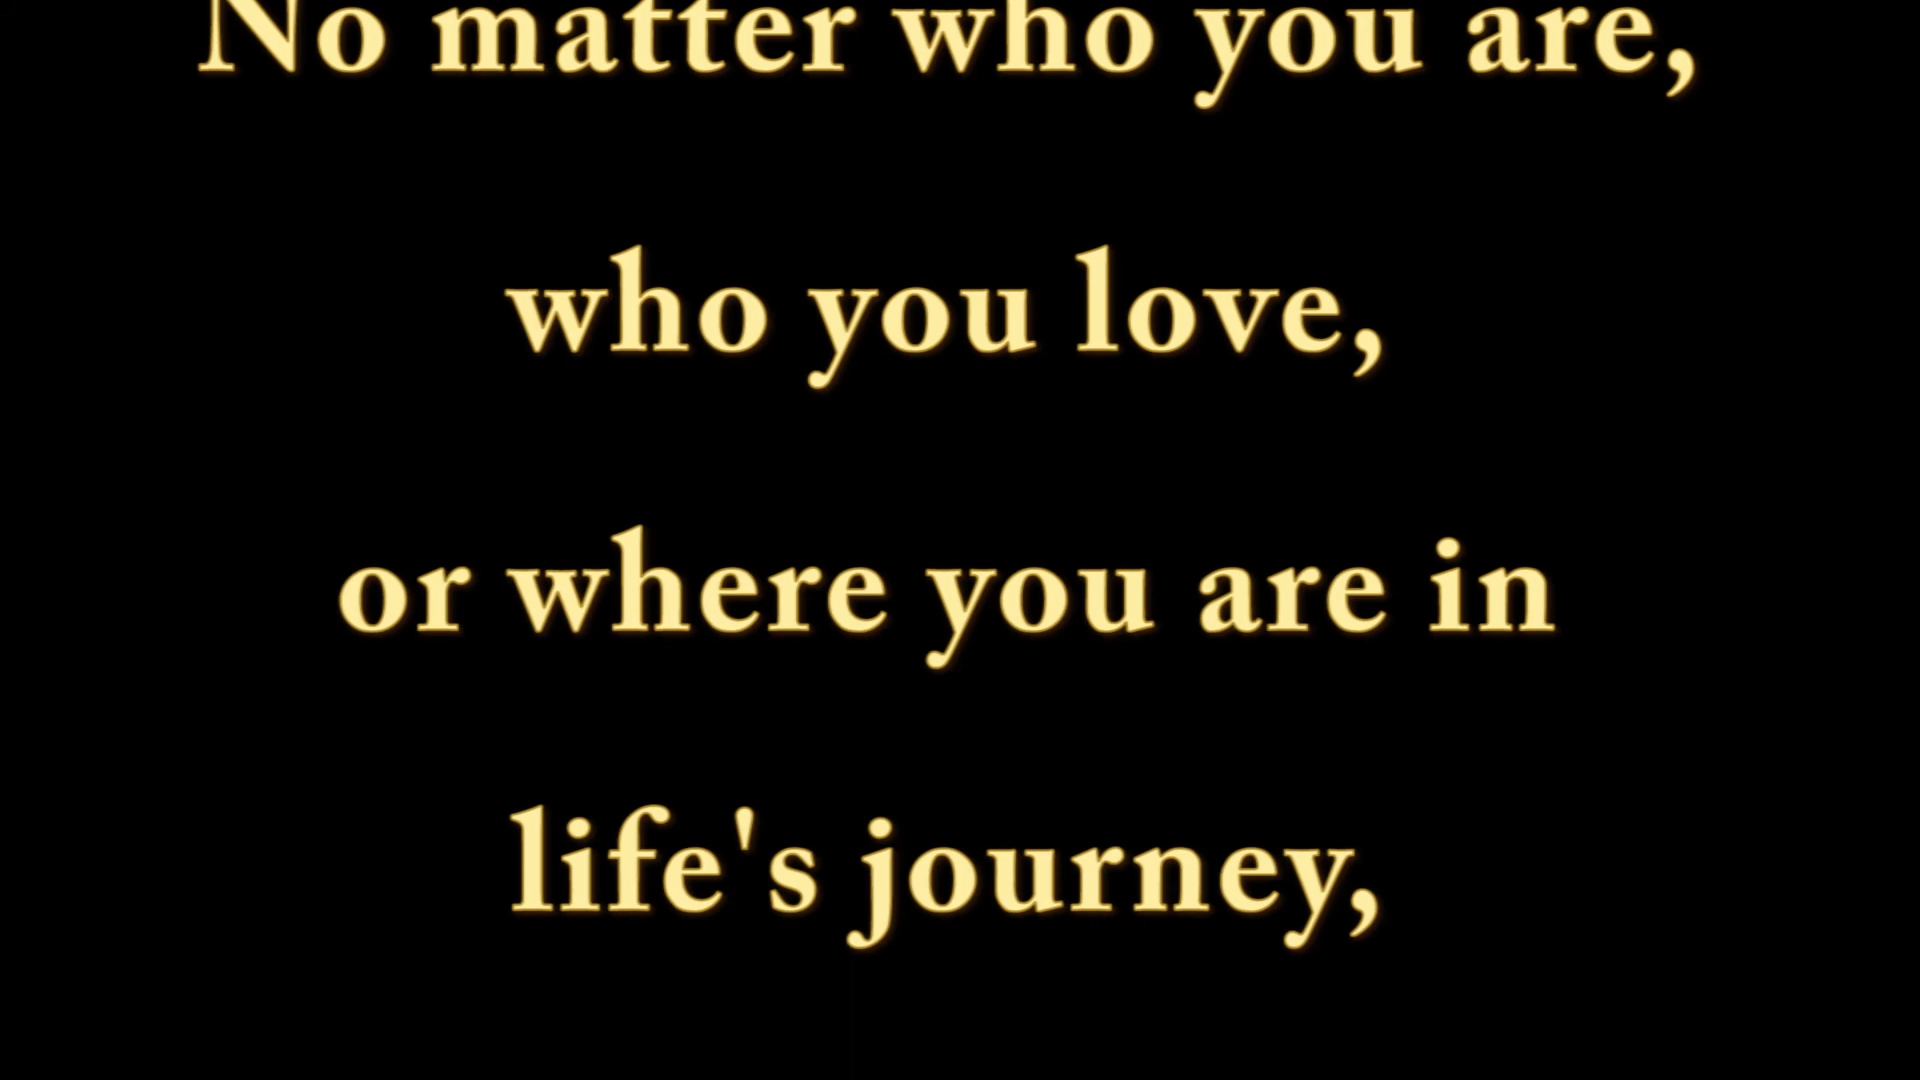 No matter who you are,
who you love,
or where you are in
life's journey,